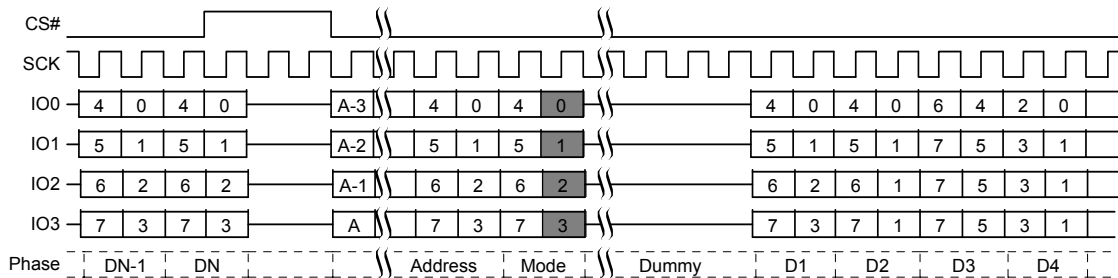 CS#
SCK
IO0 4 0 4 0 A-3 4 0 4 0 4 0 4 0 6 4 2 0
IO1 5 1 5 1 A-2 5 1 5 1 5 1 5 1 7 5 3 1
IO2 6 2 6 2 A-1 6 2 6 2 6 2 6 1 7 5 3 1
IO3 7 3 7 3 A 7 3 7 3 7 3 7 1 7 5 3 1
Phase DN-1 DN Address Mode Dummy D1 D2 D3 D4